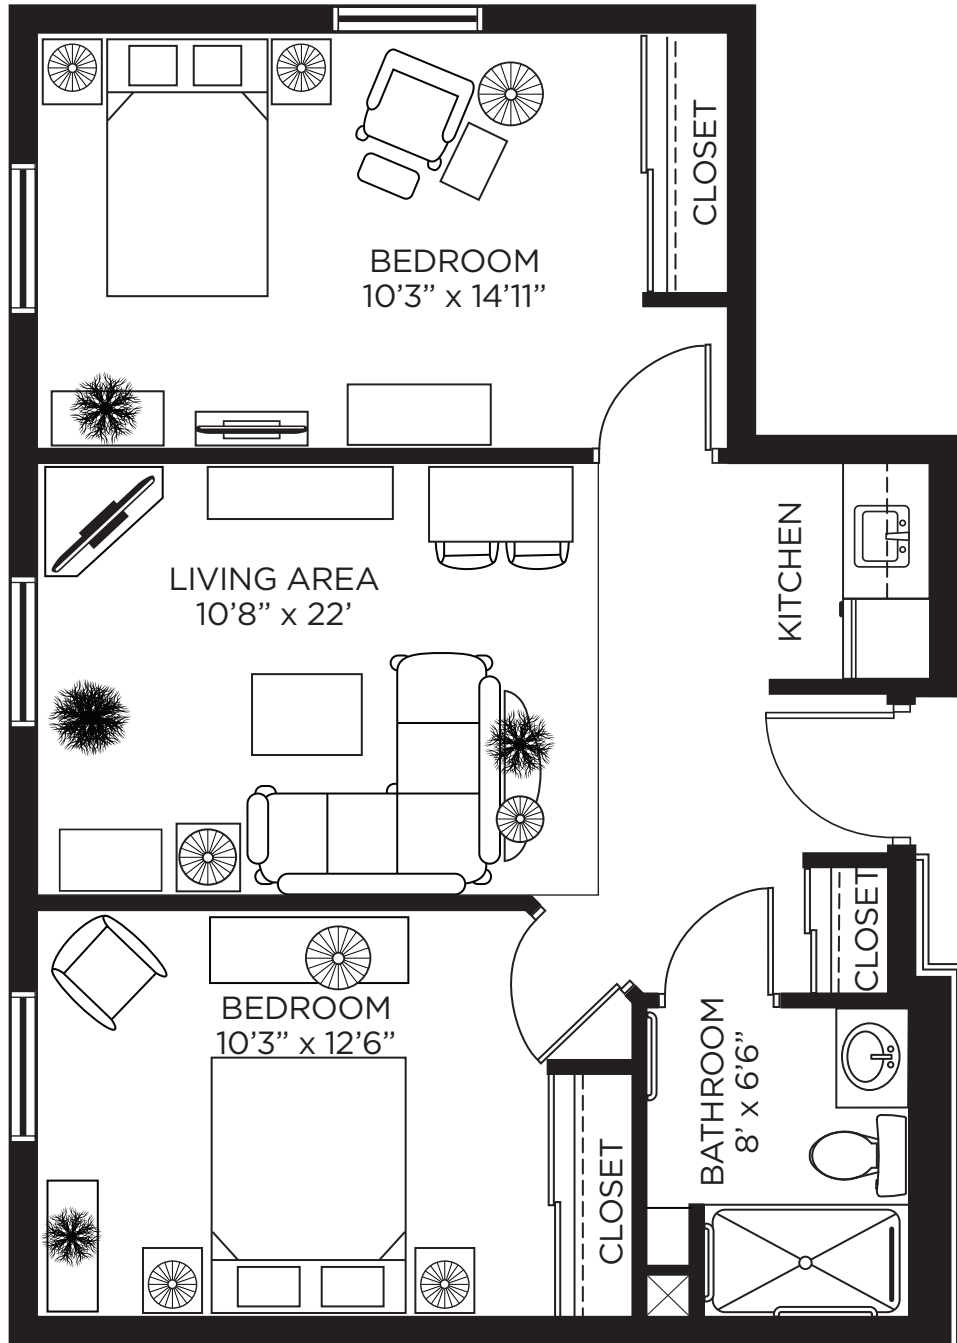 CLOSET
BEDROOM
10’3” x 14’11”
LIVING AREA
10’8” x 22’
KITCHEN
CLOSET
BEDROOM
10’3” x 12’6”
BATHROOM
8’ x 6’6”
CLOSET